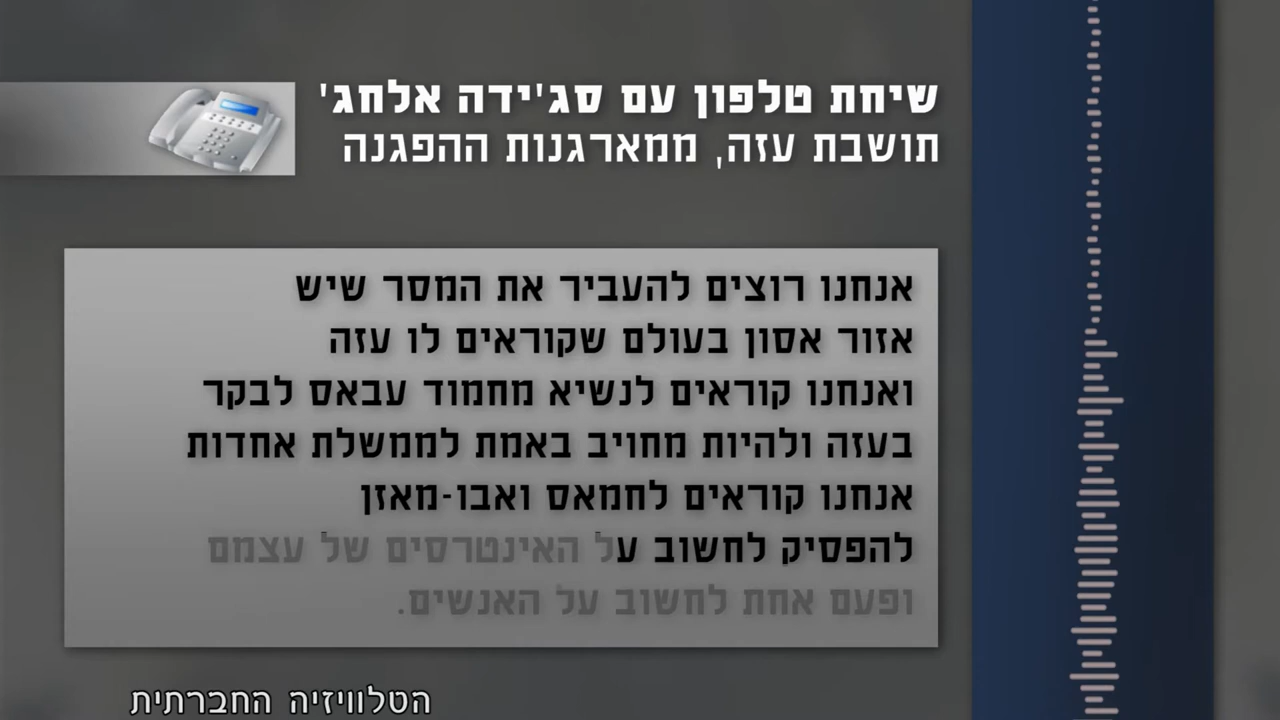 שיחת טלפון עם סג'ידה אלחג'
תושבת עזה, ממארגנות ההפגנה
אנחנו רוצים להעביר את המסר שיש
אזור אסון בעולם שקוראים לו עזה
ואנחנו קוראים לנשיא מחמוד עבאס לבקר
בעזה ולהיות מחויב באמת לממשלת אחדות
אנחנו קוראים לחמאס ואבו-מאזן
להפסיק לחשוב על האינטרסים של עצמם
ופעם אחת לחשוב על האנשים.
הטלוויזיה החברתית